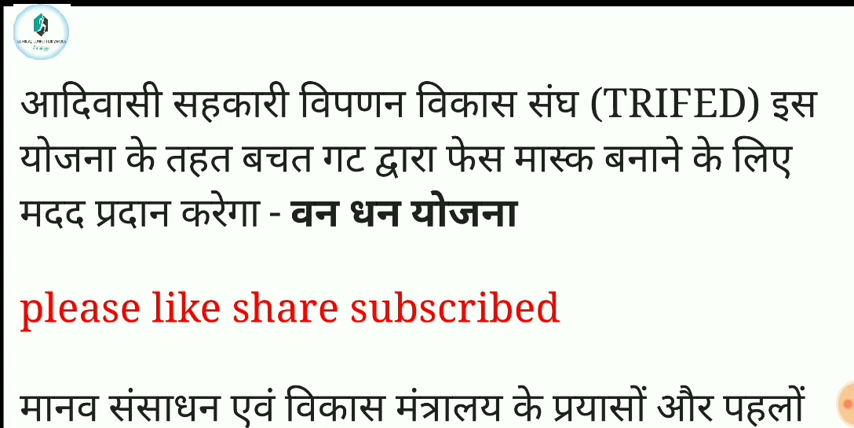 आदिवासी सहकारी विपणन विकास संघ (TRIFED) इस
योजना के तहत बचत गट द्वारा फेस मास्क बनाने के लिए
मदद प्रदान करेगा - वन धन योजना
please like share subscribed
मानव संसाधन एवं विकास मंत्रालय के प्रयासों और पहलों